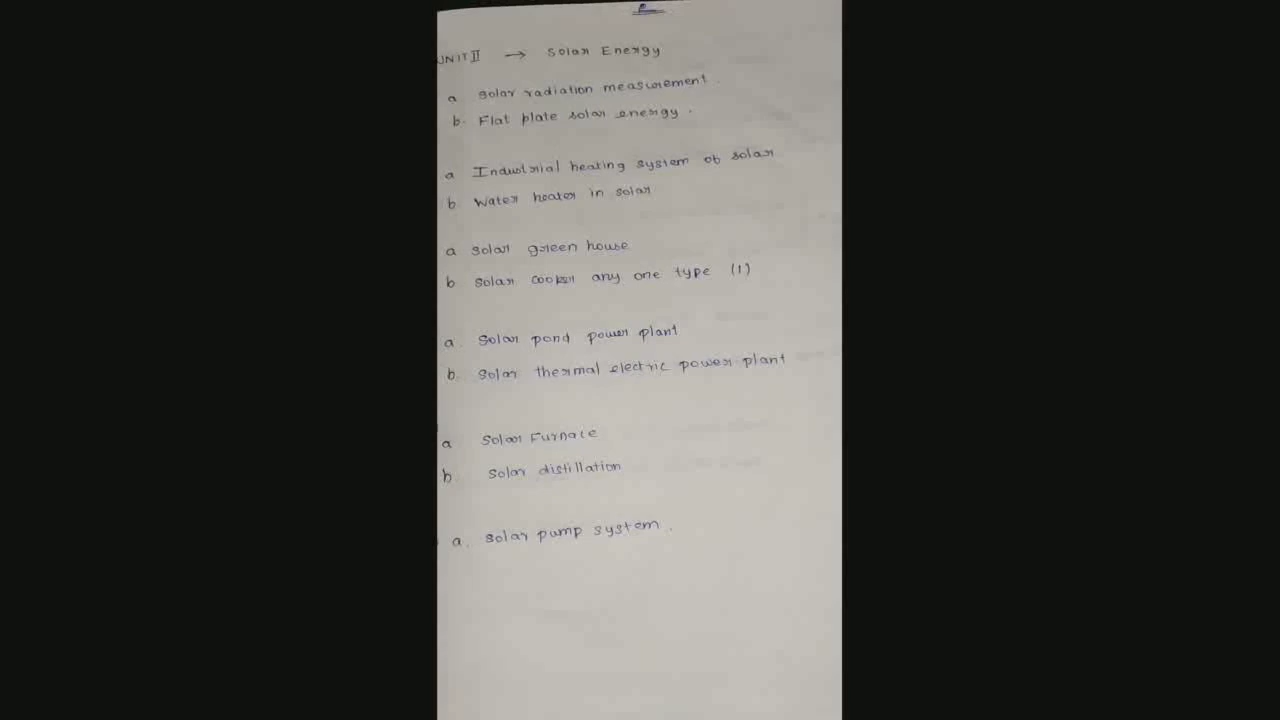 UNIT II → Solar Energy
a solar radiation measurement.
b. Flat plate solar energy.
a Industrial heating system of solar
b Water heater in solar
a solar green house
b solar cooker any one type (1)
a. Solar pond power plant
b. Solar thermal electric power plant
a Solar Furnace
b Solar distillation
a. Solar pump system.